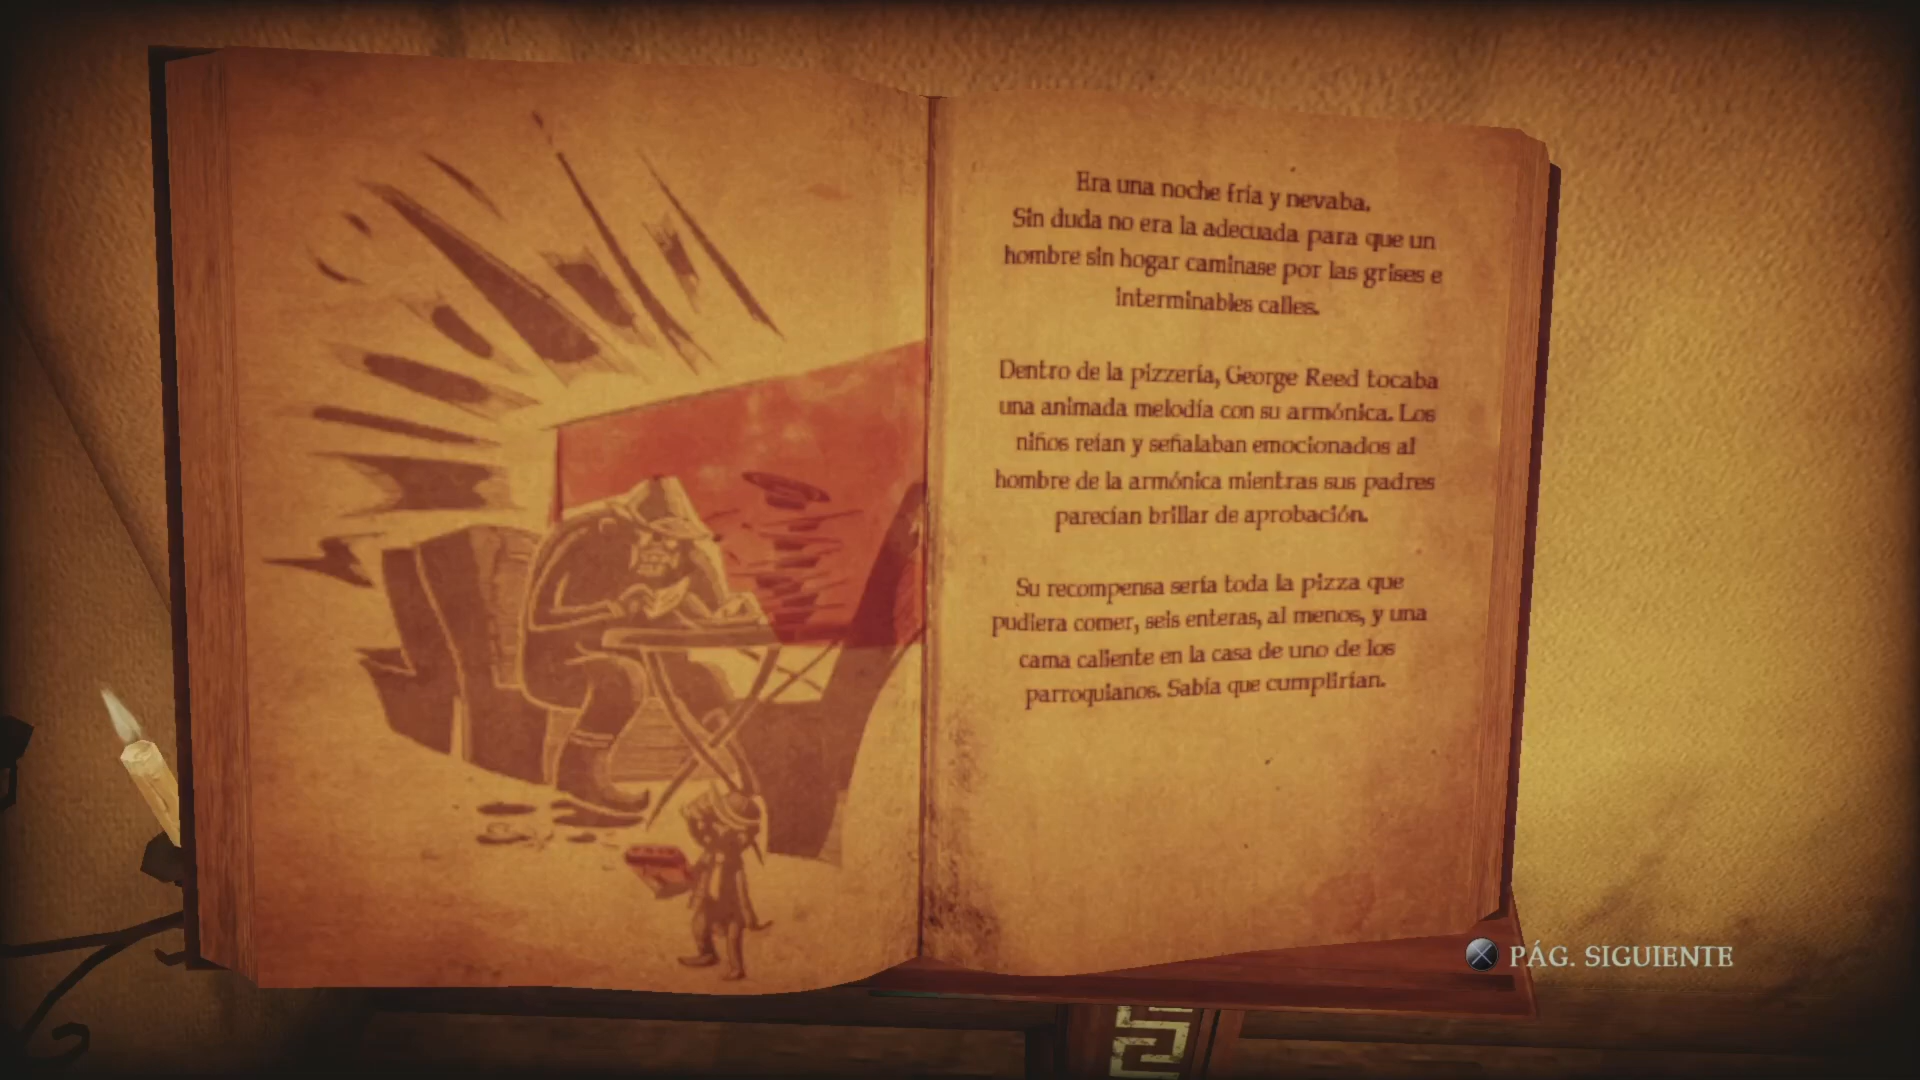 Era una noche fría y nevaba.
Sin duda no era la adecuada para que un
hombre sin hogar caminase por las grises e
interminables calles.
Dentro de la pizzería, George Reed tocaba
una animada melodía con su armónica. Los
niños reían y señalaban emocionados al
hombre de la armónica mientras sus padres
parecían brillar de aprobación.
Su recompensa sería toda la pizza que
pudiera comer, seis enteras, al menos, y una
cama caliente en la casa de uno de los
parroquianos. Sabía que cumplirían.
PÁG. SIGUIENTE